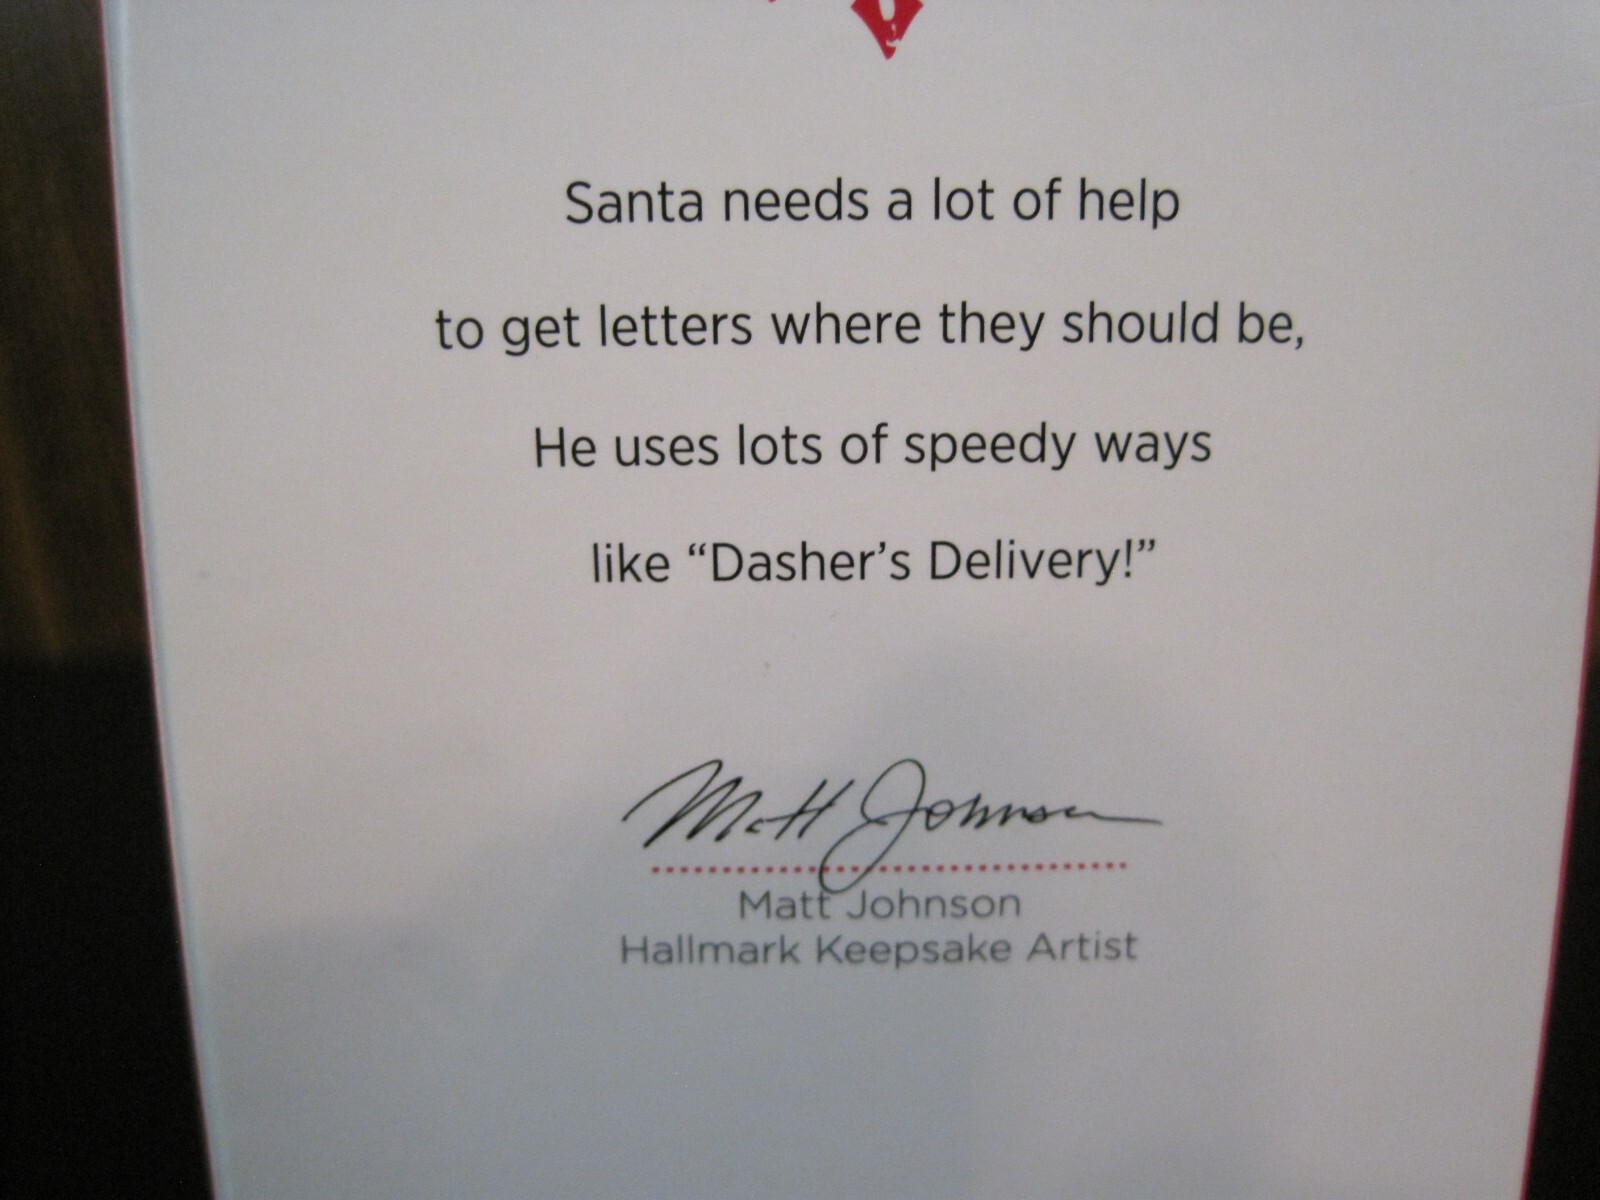 Santa needs a lot of help
to get letters where they should be,
He uses lots of speedy ways
like “Dasher’s Delivery!”
Matt Johnson
Matt Johnson
Hallmark Keepsake Artist